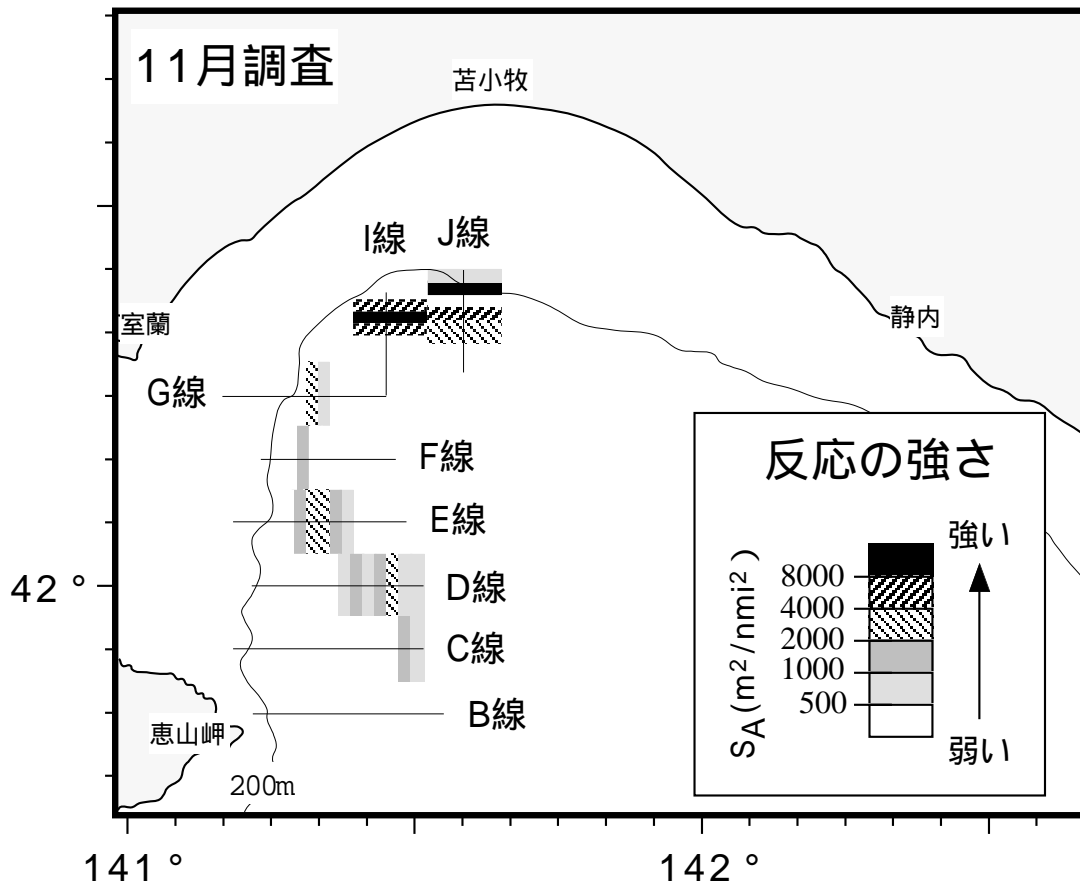 11月調査
苫小牧
I線
J線
室蘭
静内
G線
F線
E線
D線
C線
B線
恵山岬
200m
42°
141°
142°
反応の強さ
強い
8000
4000
2000
1000
500
弱い
SA(m²/nmi²)